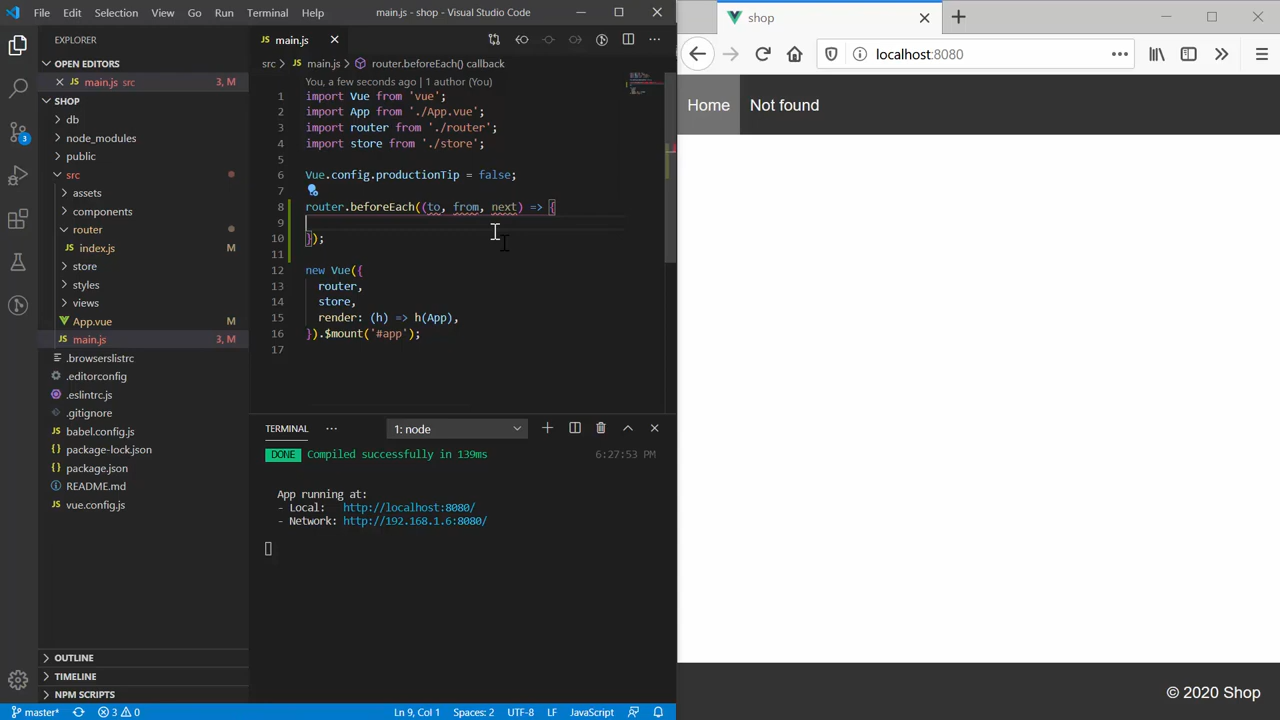 File Edit Selection View Go Run Terminal Help
main.js - shop - Visual Studio Code
EXPLORER
OPEN EDITORS
main.js src 3, M
SHOP
db
node_modules
public
src
assets
components
router
index.js
store
styles
views
App.vue M
main.js 3, M
.browserslistrc
.editorconfig
.eslintrc.js
.gitignore
babel.config.js
package-lock.json
package.json
README.md
vue.config.js
OUTLINE
TIMELINE
NPM SCRIPTS
3
main.js
src > main.js > router.beforeEach() callback
You, a few seconds ago | 1 author (You)
1 import Vue from 'vue';
2 import App from './App.vue';
3 import router from './router';
4 import store from './store';
5
6 Vue.config.productionTip = false;
7
8 router.beforeEach((to, from, next) => {
9
10 });
11
12 new Vue({
13 router,
14 store,
15 render: (h) => h(App),
16 }).$mount('#app');
17
TERMINAL ... 1: node
DONE Compiled successfully in 139ms 6:27:53 PM
App running at:
- Local: http://localhost:8080/
- Network: http://192.168.1.6:8080/
master* 3 0 Ln 9, Col 1 Spaces: 2 UTF-8 LF JavaScript
shop
localhost:8080
Home Not found
© 2020 Shop